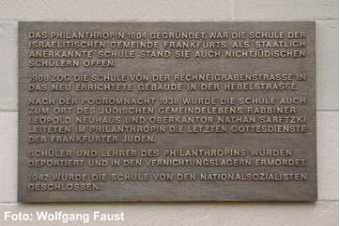 DAS PHILANTHROPIN 1804 GEGRÜNDET WAR DIE SCHULE DER
ISRAELITISCHEN GEMEINDE FRANKFURTS. ALS STAATLICH
ANERKANNTE SCHULE STAND SIE AUCH NICHTJÜDISCHEN
SCHÜLERN OFFEN.
1908 ZOG DIE SCHULE VON DER RECHNEIGRABENSTRASSE IN
DAS NEU ERRICHTETE GEBÄUDE IN DER HEBELSTRASSE.
NACH DER POGROMNACHT 1938 WURDE DIE SCHULE AUCH
ZUM ORT DES JÜDISCHEN GEMEINDELEBENS. RABBINER
LEOPOLD NEUHAUS UND OBERKANTOR NATHAN SARETZKI
LEITETEN IM PHILANTHROPIN DIE LETZTEN GOTTESDIENSTE
DER FRANKFURTER JUDEN.
SCHÜLER UND LEHRER DES PHILANTHROPINS WURDEN
DEPORTIERT UND IN DEN VERNICHTUNGSLAGERN ERMORDET.
1942 WURDE DIE SCHULE VON DEN NATIONALSOZIALISTEN
GESCHLOSSEN.
Foto: Wolfgang Faust